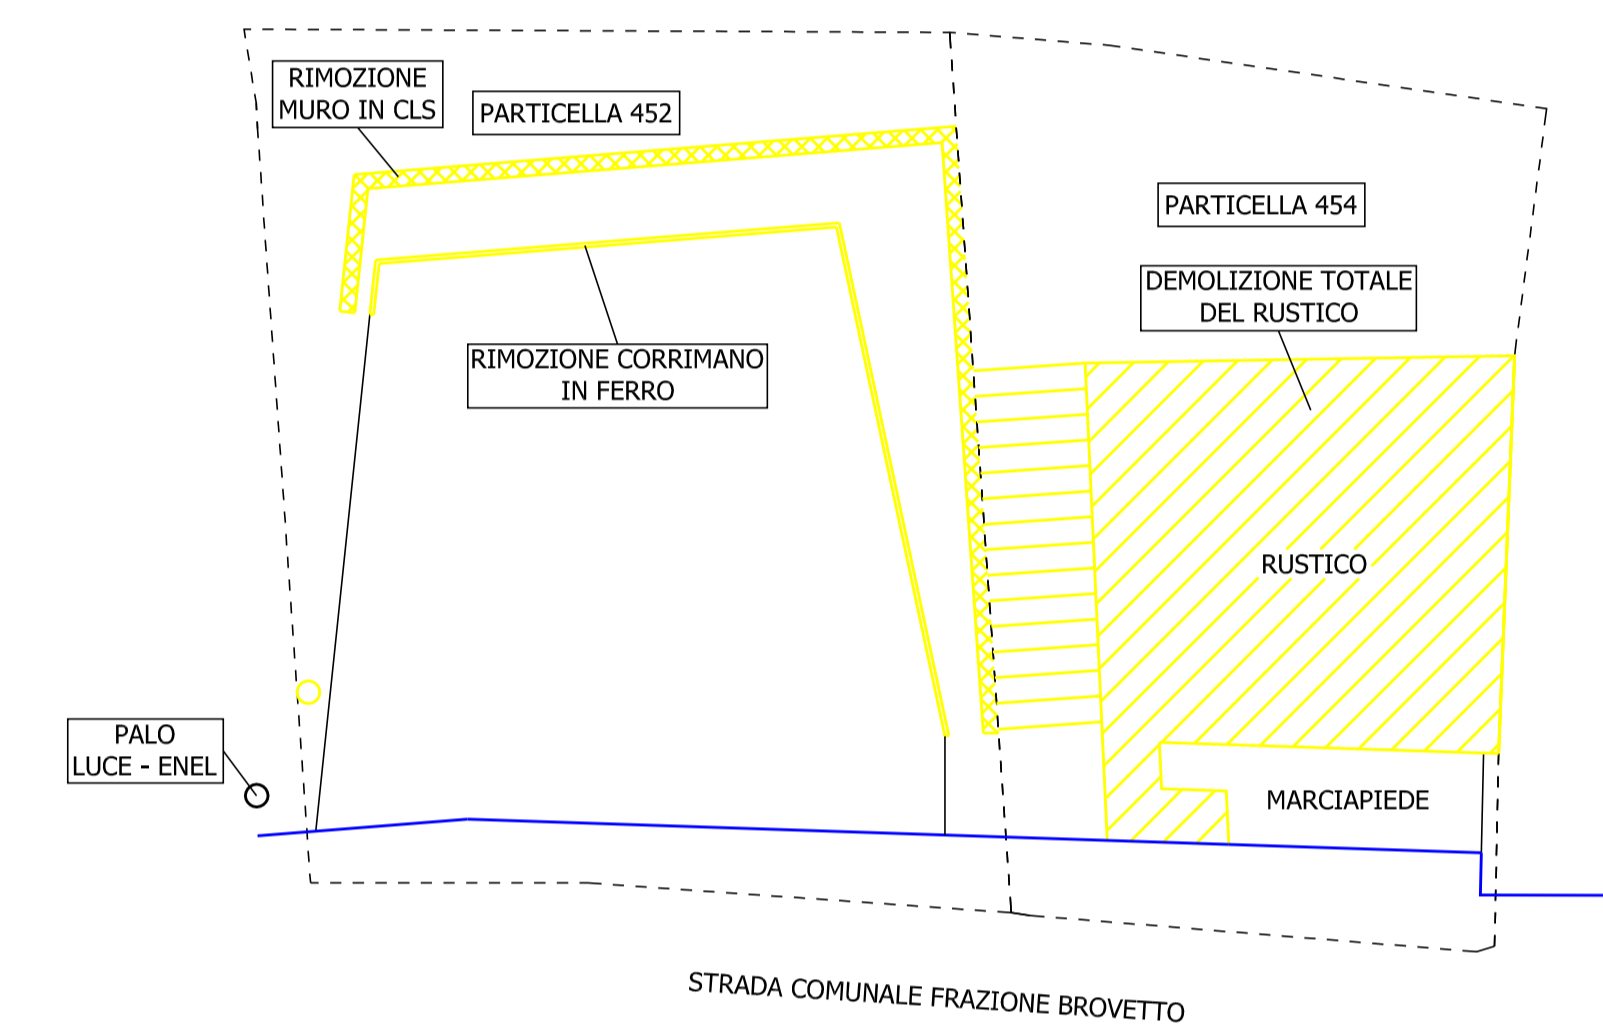 RIMOZIONE
MURO IN CLS
PARTICELLA 452
PARTICELLA 454
DEMOLIZIONE TOTALE
DEL RUSTICO
RIMOZIONE CORRIMANO
IN FERRO
RUSTICO
PALO
LUCE - ENEL
MARCIAPIEDE
STRADA COMUNALE FRAZIONE BROVETTO